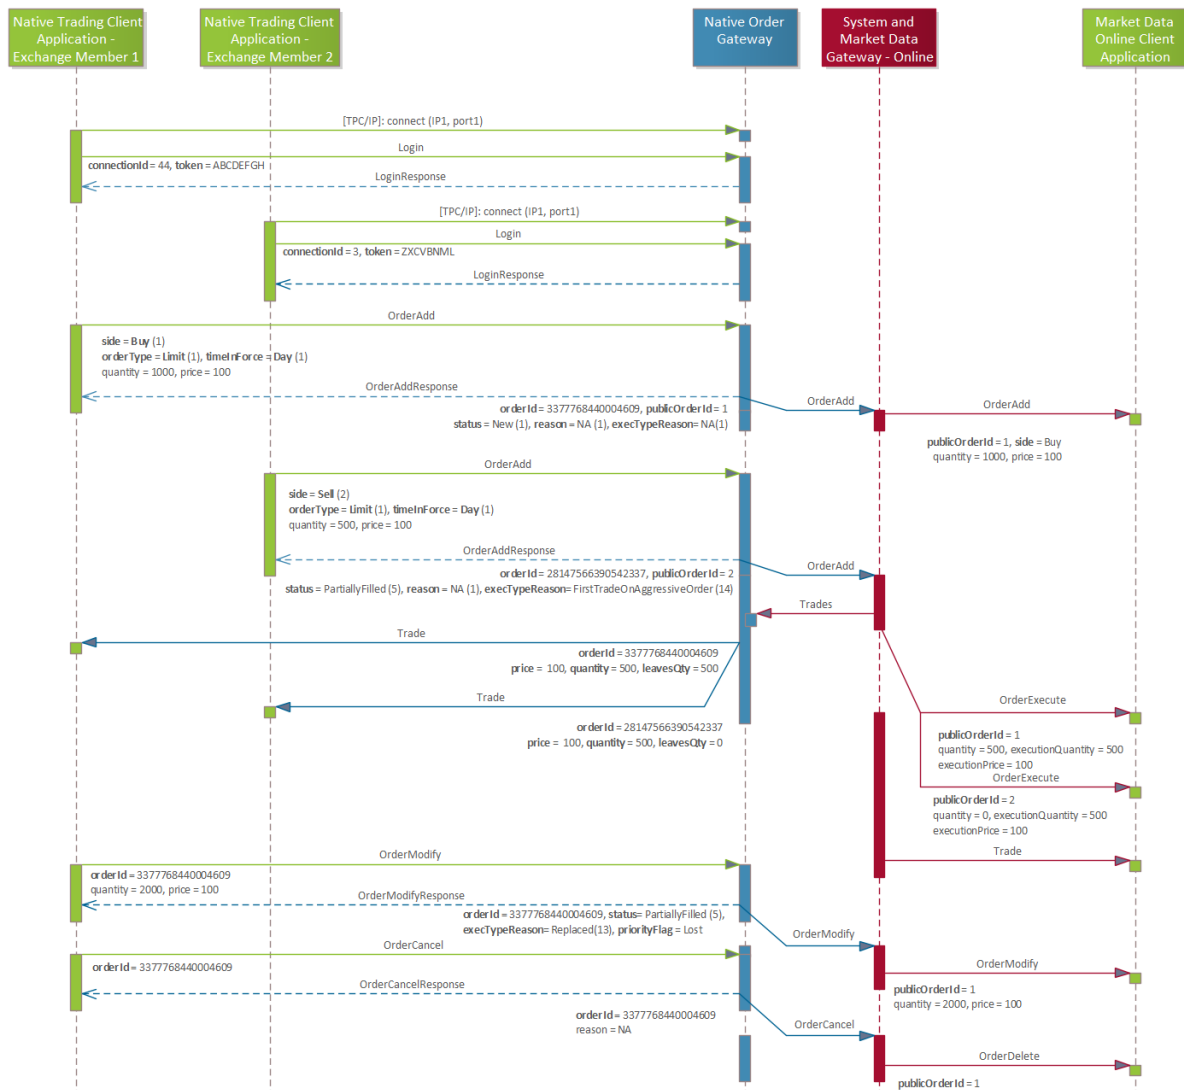 Native Trading Client
Application -
Exchange Member 1
Native Trading Client
Application -
Exchange Member 2
Native Order
Gateway
System and
Market Data
Gateway - Online
Market Data
Online Client
Application
[TPC/IP]: connect (IP1, port1)
Login
connectionId = 44, token = ABCDEFGH
LoginResponse
[TPC/IP]: connect (IP1, port1)
Login
connectionId = 3, token = ZXCVBNML
LoginResponse
OrderAdd
side = Buy (1)
orderType = Limit (1), timeInForce = Day (1)
quantity = 1000, price = 100
OrderAddResponse
orderId = 3377768440004609, publicOrderId = 1
status = New (1), reason = NA (1), execTypeReason= NA(1)
OrderAdd
OrderAdd
publicOrderId = 1, side = Buy
quantity = 1000, price = 100
OrderAdd
side = Sell (2)
orderType = Limit (1), timeInForce = Day (1)
quantity = 500, price = 100
OrderAddResponse
orderId = 28147566390542337, publicOrderId = 2
status = PartiallyFilled (5), reason = NA (1), execTypeReason= FirstTradeOnAggressiveOrder (14)
OrderAdd
Trades
Trade
orderId = 3377768440004609
price = 100, quantity = 500, leavesQty = 500
Trade
orderId = 28147566390542337
price = 100, quantity = 500, leavesQty = 0
OrderExecute
publicOrderId = 1
quantity = 500, executionQuantity = 500
executionPrice = 100
OrderExecute
publicOrderId = 2
quantity = 0, executionQuantity = 500
executionPrice = 100
Trade
OrderModify
orderId = 3377768440004609
quantity = 2000, price = 100
OrderModifyResponse
orderId = 3377768440004609, status= PartiallyFilled (5),
execTypeReason= Replaced(13), priorityFlag = Lost
OrderModify
OrderModify
publicOrderId = 1
quantity = 2000, price = 100
OrderCancel
orderId = 3377768440004609
OrderCancelResponse
orderId = 3377768440004609
reason = NA
OrderCancel
OrderDelete
publicOrderId = 1